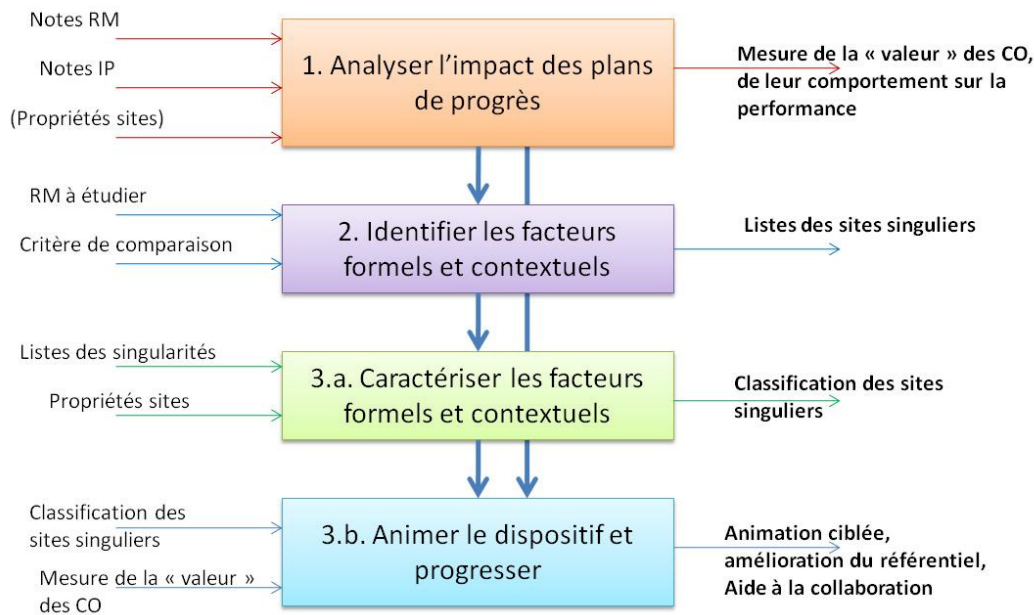 Notes RM
Notes IP
(Propriétés sites)
1. Analyser l'impact des plans
de progrès
Mesure de la « valeur » des CO,
de leur comportement sur la
performance
RM à étudier
Critère de comparaison
2. Identifier les facteurs
formels et contextuels
Listes des sites singuliers
Listes des singularités
Propriétés sites
3.a. Caractériser les facteurs
formels et contextuels
Classification des sites
singuliers
Classification des
sites singuliers
Mesure de la « valeur »
des CO
3.b. Animer le dispositif et
progresser
Animation ciblée,
amélioration du référentiel,
Aide à la collaboration